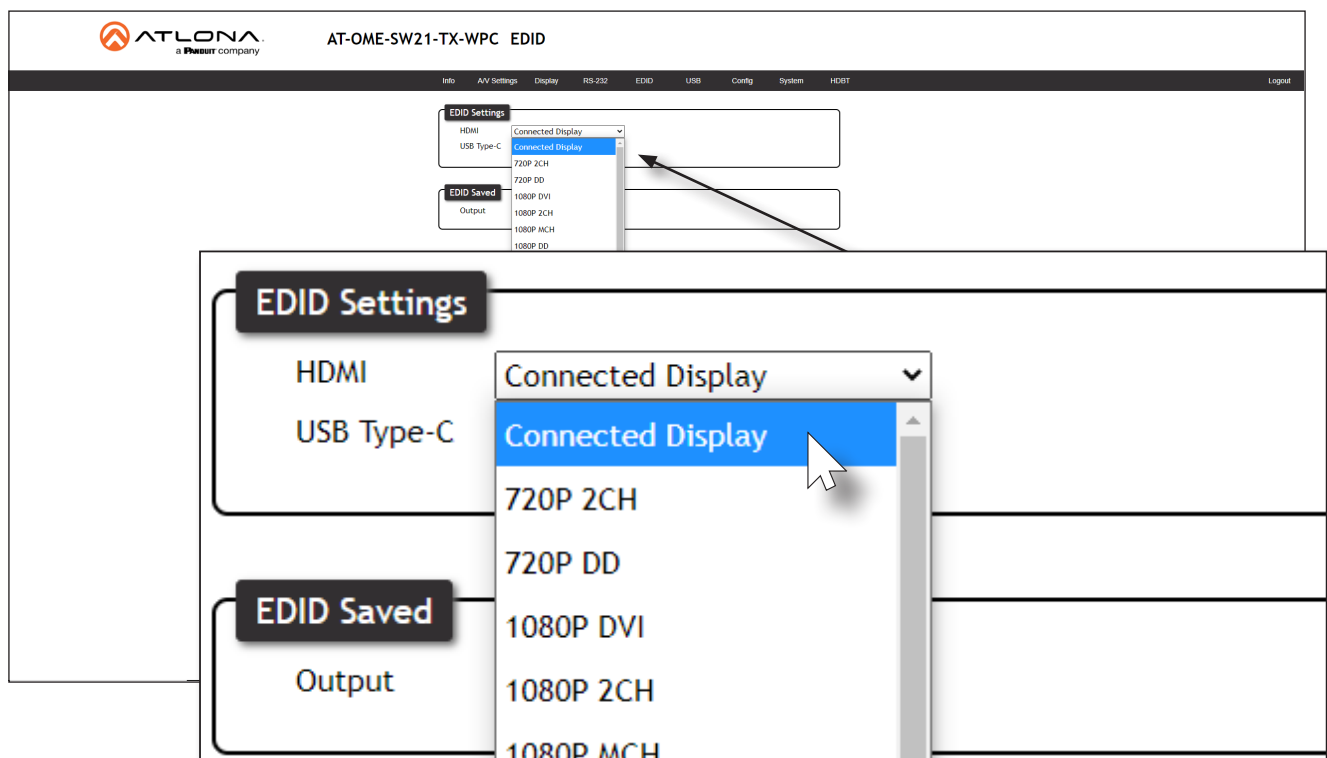 ATLONA.
a PANDUIT company
AT-OME-SW21-TX-WPC EDID
Info A/V Settings Display RS-232 EDID USB Config System HDBT Logout
EDID Settings
HDMI Connected Display
USB Type-C Connected Display
720P 2CH
720P DD
EDID Saved
1080P DVI
Output 1080P 2CH
1080P MCH
1080P DD
EDID Settings
HDMI Connected Display
USB Type-C Connected Display
720P 2CH
720P DD
EDID Saved
1080P DVI
Output 1080P 2CH
1080P MCH